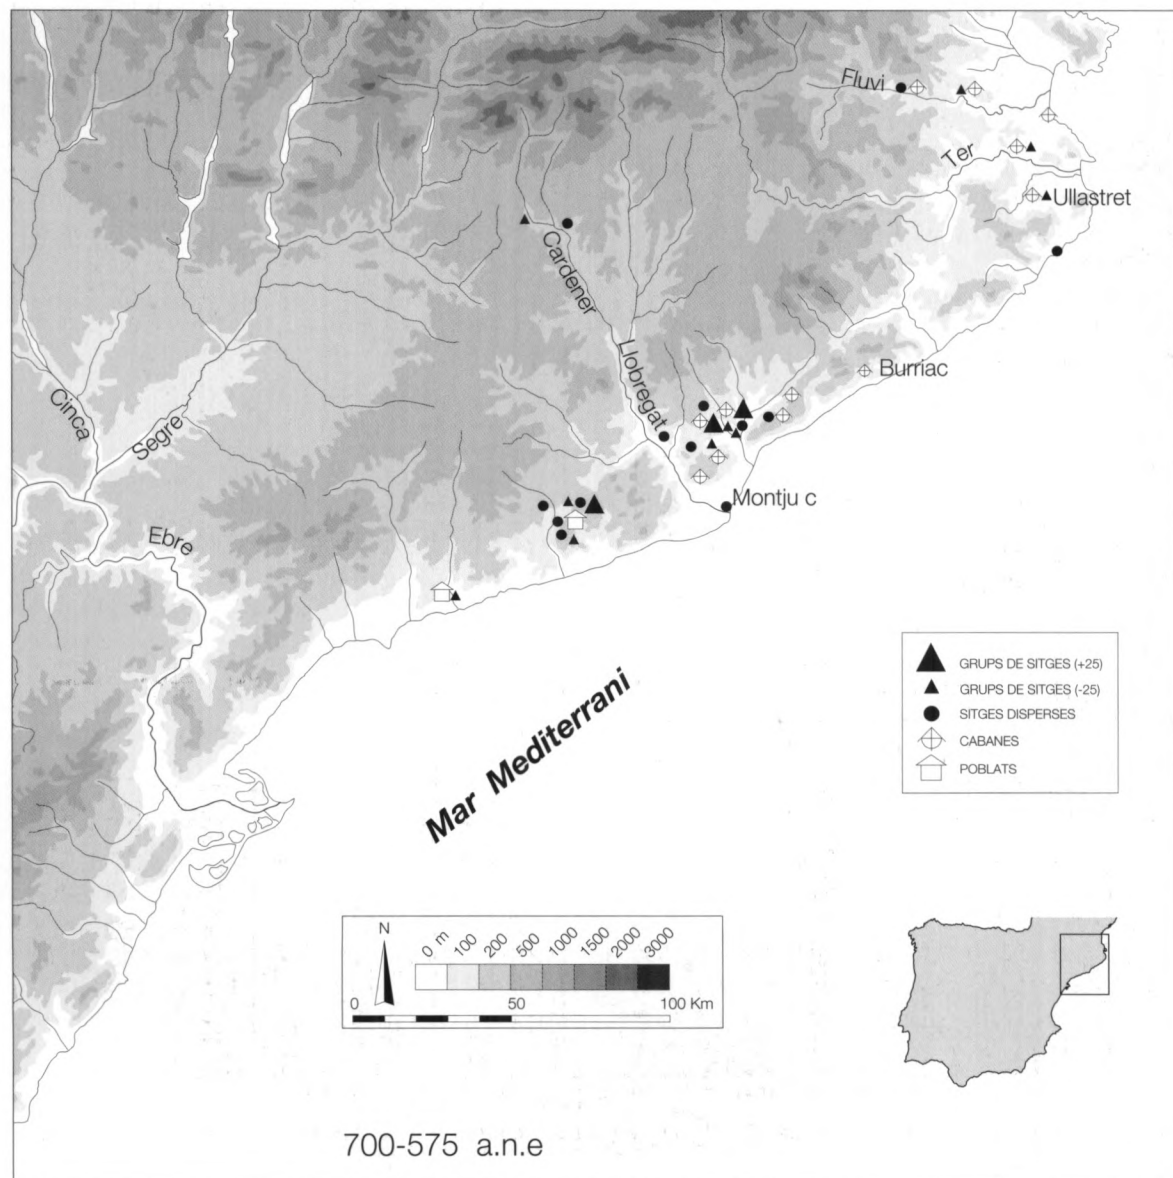 Fluvi
Ter
Ullastret
Cardener
Llobregat
Burriac
Cinca
Segre
Montju c
Ebre
Mar Mediterrani
GRUPS DE SITGES (+25)
GRUPS DE SITGES (-25)
SITGES DISPERSES
CABANES
POBLATS
N
0 m 100 200 500 1000 1500 2000 3000
0 50 100 Km
700-575 a.n.e